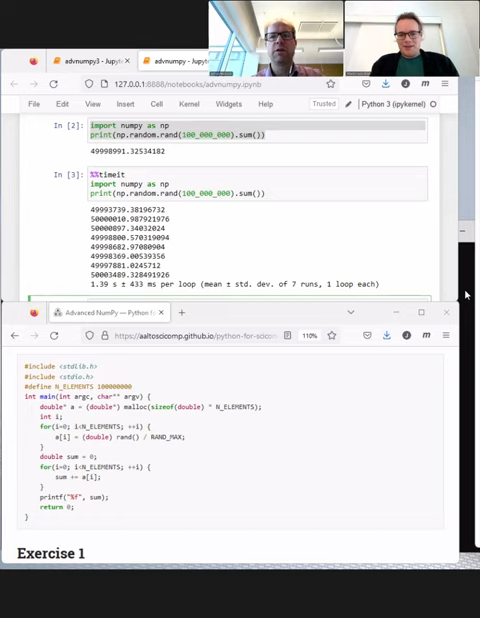 advnumpy3 - Jupyt
advnumpy - Jupyt
127.0.0.1:8888/notebooks/advnumpy.ipynb
File Edit View Insert Cell Kernel Widgets Help Trusted Python 3 (ipykernel)
In [2]: import numpy as np
print(np.random.rand(100_000_000).sum())
49998991.32534182
In [3]: %%timeit
import numpy as np
print(np.random.rand(100_000_000).sum())
49993739.38196732
50000010.987921976
50000897.34032024
49998800.570319094
49998682.97080904
49998369.00539356
49997881.0245712
50003489.328491926
1.39 s ± 433 ms per loop (mean ± std. dev. of 7 runs, 1 loop each)
Advanced NumPy — Python f
https://aaltoscicomp.github.io/python-for-scicom
110%
#include <stdlib.h>
#include <stdio.h>
#define N_ELEMENTS 100000000
int main(int argc, char** argv) {
double* a = (double*) malloc(sizeof(double) * N_ELEMENTS);
int i;
for(i=0; i<N_ELEMENTS; ++i) {
a[i] = (double) rand() / RAND_MAX;
}
double sum = 0;
for(i=0; i<N_ELEMENTS; ++i) {
sum += a[i];
}
printf("%f", sum);
return 0;
}
Exercise 1